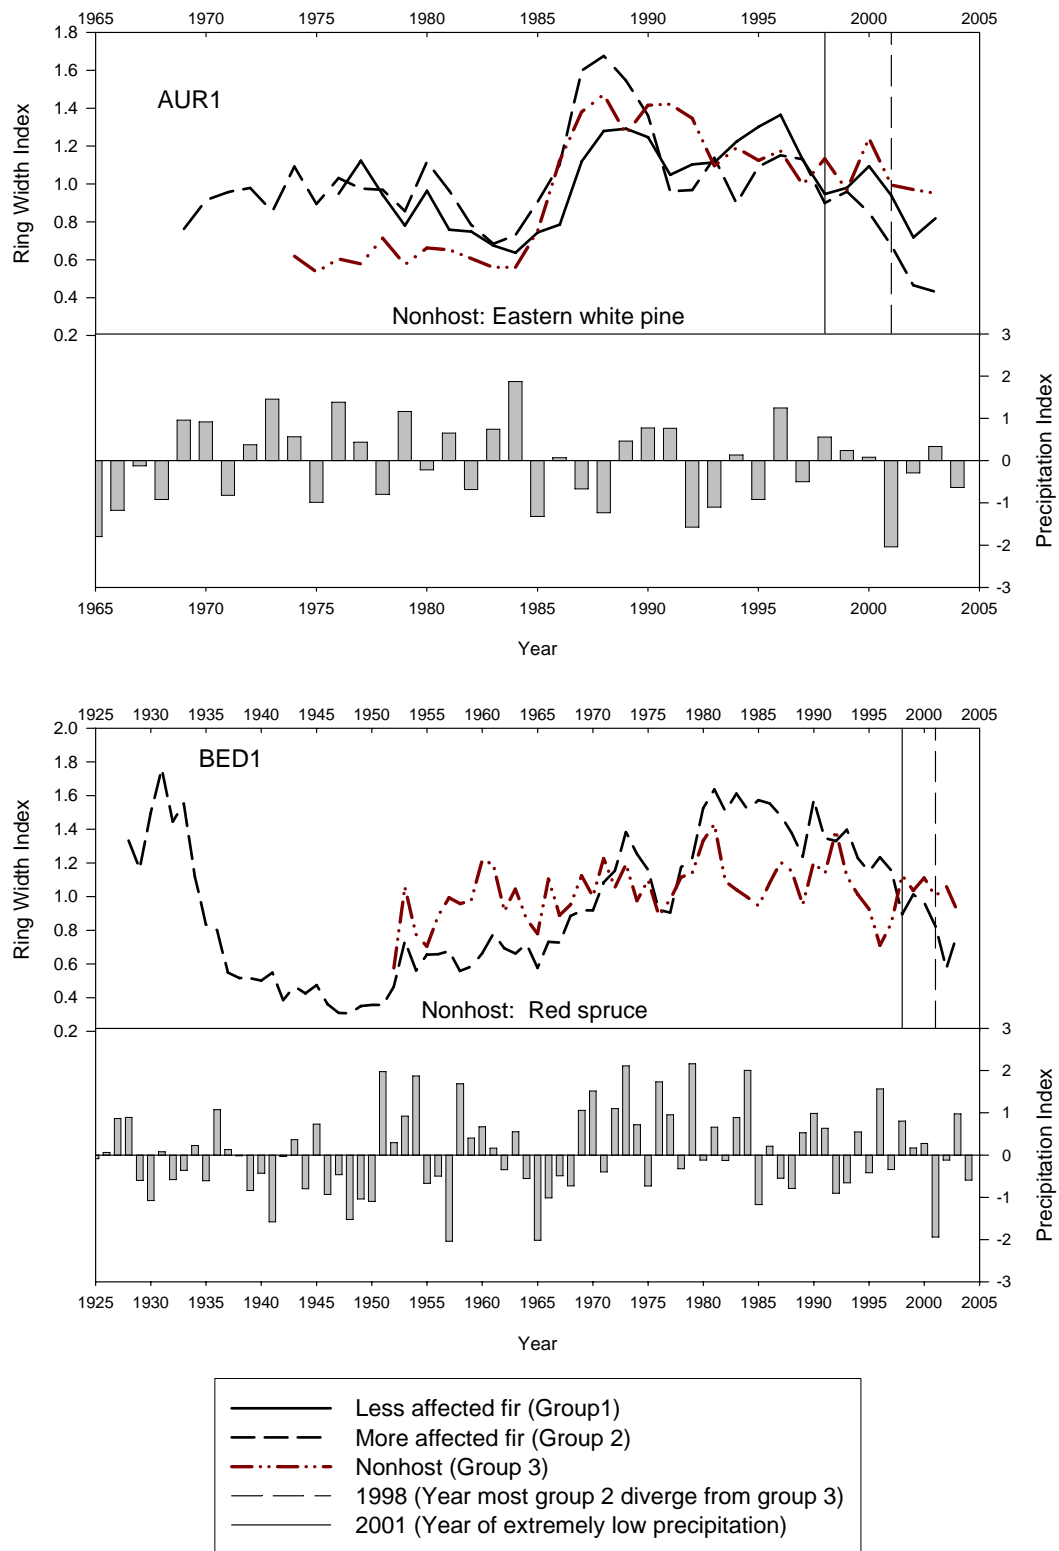 1965 1970 1975 1980 1985 1990 1995 2000 2005
1.8
1.6
1.4
1.2
1.0
0.8
0.6
0.4
0.2
Ring Width Index
AUR1
Nonhost: Eastern white pine
3
2
1
0
-1
-2
-3
Precipitation Index
1965 1970 1975 1980 1985 1990 1995 2000 2005
Year
1925 1930 1935 1940 1945 1950 1955 1960 1965 1970 1975 1980 1985 1990 1995 2000 2005
2.0
1.8
1.6
1.4
1.2
1.0
0.8
0.6
0.4
0.2
Ring Width Index
BED1
Nonhost: Red spruce
3
2
1
0
-1
-2
-3
Precipitation Index
1925 1930 1935 1940 1945 1950 1955 1960 1965 1970 1975 1980 1985 1990 1995 2000 2005
Year
Less affected fir (Group1)
More affected fir (Group 2)
Nonhost (Group 3)
1998 (Year most group 2 diverge from group 3)
2001 (Year of extremely low precipitation)